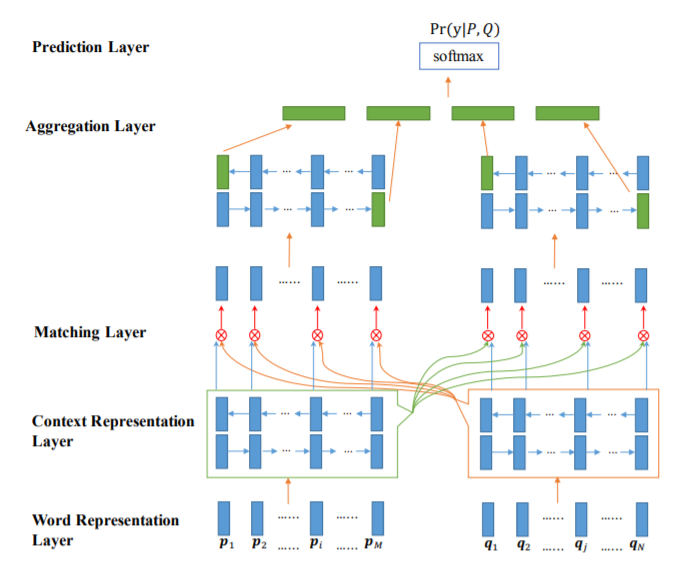 Pr(y|P, Q)
Prediction Layer
softmax
Aggregation Layer
... ... ... ...
... ... ... ...
...... ...... ...... ......
Matching Layer
Context Representation
Layer
... ... ... ...
... ... ... ...
Word Representation
Layer
...... ...... ...... ......
p1 p2 ...... pi ...... pM q1 q2 ...... qj ...... qN